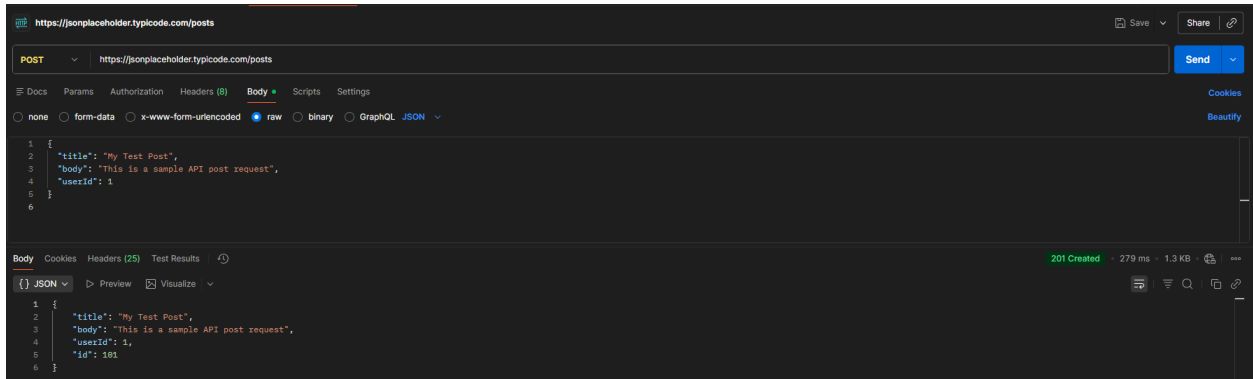 HTTP https://jsonplaceholder.typicode.com/posts Save Share
POST https://jsonplaceholder.typicode.com/posts Send
Docs Params Authorization Headers (8) Body Scripts Settings Cookies
none form-data x-www-form-urlencoded raw binary GraphQL JSON Beautify
1 {
2 "title": "My Test Post",
3 "body": "This is a sample API post request",
4 "userId": 1
5 }
6
Body Cookies Headers (25) Test Results 201 Created 279 ms 1.3 KB
{} JSON Preview Visualize
1 {
2 "title": "My Test Post",
3 "body": "This is a sample API post request",
4 "userId": 1,
5 "id": 101
6 }